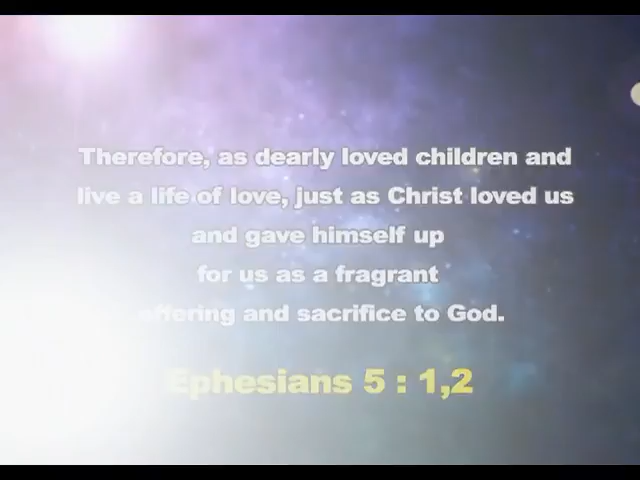 Therefore, as dearly loved children and
live a life of love, just as Christ loved us
and gave himself up
for us as a fragrant
offering and sacrifice to God.
Ephesians 5 : 1,2